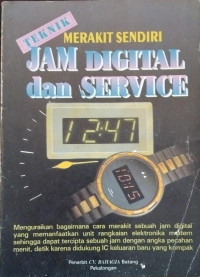 TEKNIK
MERAKIT SENDIRI
JAM DIGITAL
dan SERVICE
12:47
10:15
Menguraikan bagaimana cara merakit sebuah jam digital
yang memanfaatkan unit rangkaian elektronika modern
sehingga dapat tercipta sebuah jam dengan angka pecahan
menit, detik karena didukung IC keluaran baru yang kompak
Penerbit CV. BAHAGIA Batang
Pekalongan